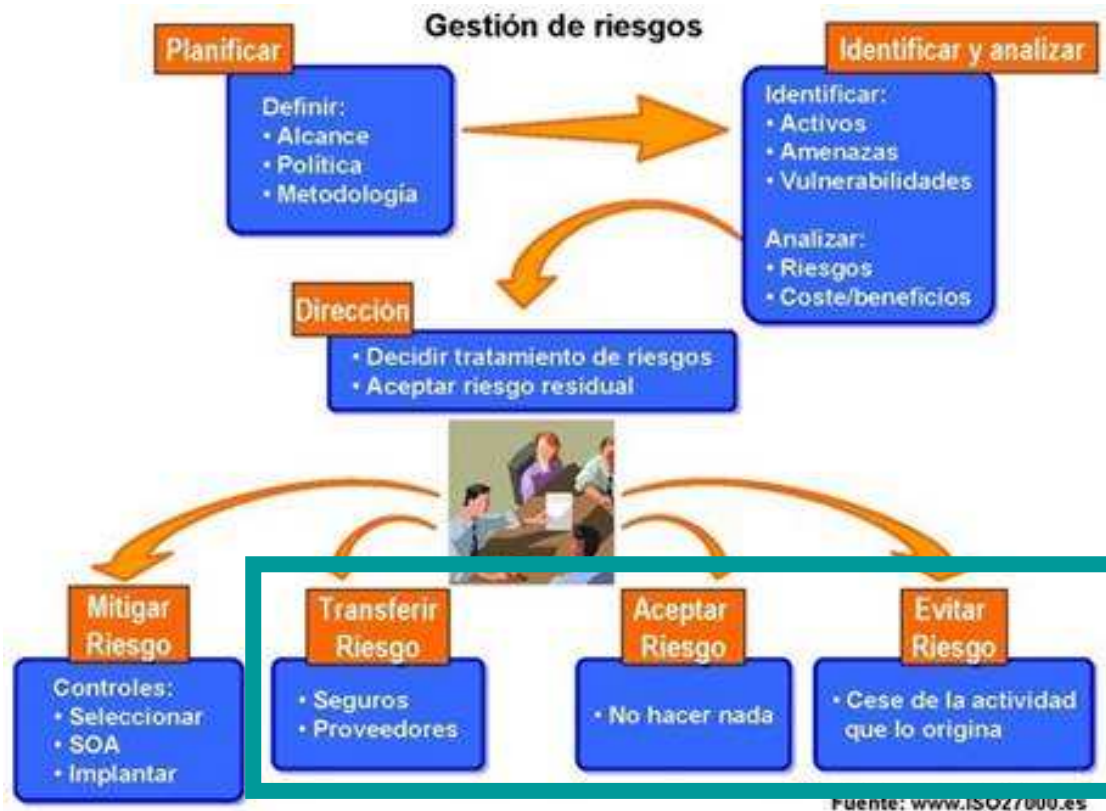 Gestión de riesgos
Planificar
Definir:
• Alcance
• Política
• Metodología
Identificar y analizar
Identificar:
• Activos
• Amenazas
• Vulnerabilidades
Analizar:
• Riesgos
• Coste/beneficios
Dirección
• Decidir tratamiento de riesgos
• Aceptar riesgo residual
Mitigar
Riesgo
Controles:
• Seleccionar
• SOA
• Implantar
Transferir
Riesgo
• Seguros
• Proveedores
Aceptar
Riesgo
• No hacer nada
Evitar
Riesgo
• Cese de la actividad
que lo origina
Fuente: www.ISO27000.es